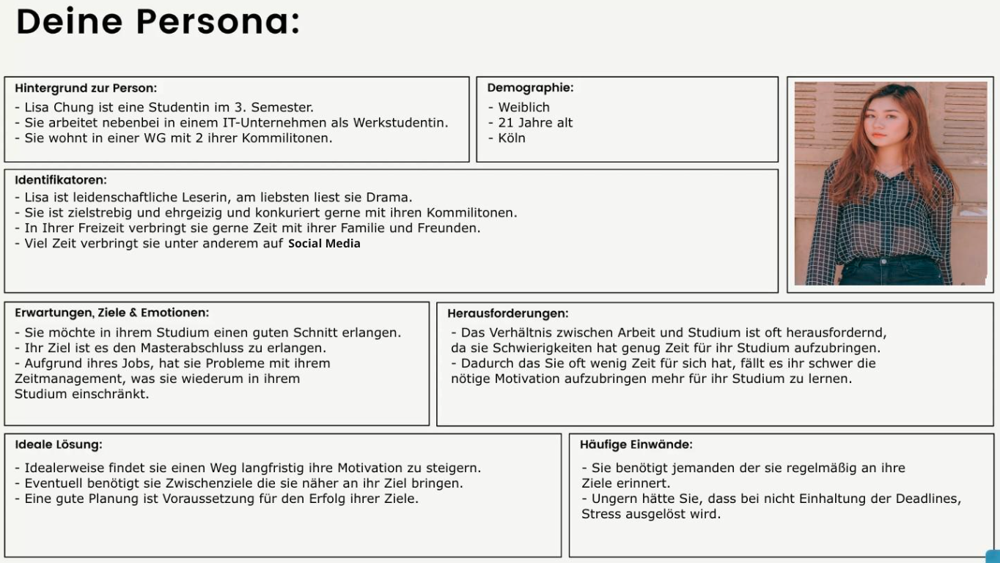 Deine Persona:
Hintergrund zur Person:
- Lisa Chung ist eine Studentin im 3. Semester.
- Sie arbeitet nebenbei in einem IT-Unternehmen als Werkstudentin.
- Sie wohnt in einer WG mit 2 ihrer Kommilitonen.
Demographie:
- Weiblich
- 21 Jahre alt
- Köln
Identifikatoren:
- Lisa ist leidenschaftliche Leserin, am liebsten liest sie Drama.
- Sie ist zielstrebig und ehrgeizig und konkuriert gerne mit ihren Kommilitonen.
- In Ihrer Freizeit verbringt sie gerne Zeit mit ihrer Familie und Freunden.
- Viel Zeit verbringt sie unter anderem auf Social Media
Erwartungen, Ziele & Emotionen:
- Sie möchte in ihrem Studium einen guten Schnitt erlangen.
- Ihr Ziel ist es den Masterabschluss zu erlangen.
- Aufgrund ihres Jobs, hat sie Probleme mit ihrem
Zeitmanagement, was sie wiederum in ihrem
Studium einschränkt.
Herausforderungen:
- Das Verhältnis zwischen Arbeit und Studium ist oft herausfordernd,
da sie Schwierigkeiten hat genug Zeit für ihr Studium aufzubringen.
- Dadurch das Sie oft wenig Zeit für sich hat, fällt es ihr schwer die
nötige Motivation aufzubringen mehr für ihr Studium zu lernen.
Ideale Lösung:
- Idealerweise findet sie einen Weg langfristig ihre Motivation zu steigern.
- Eventuell benötigt sie Zwischenziele die sie näher an ihr Ziel bringen.
- Eine gute Planung ist Voraussetzung für den Erfolg ihrer Ziele.
Häufige Einwände:
- Sie benötigt jemanden der sie regelmäßig an ihre
Ziele erinnert.
- Ungern hätte Sie, dass bei nicht Einhaltung der Deadlines,
Stress ausgelöst wird.